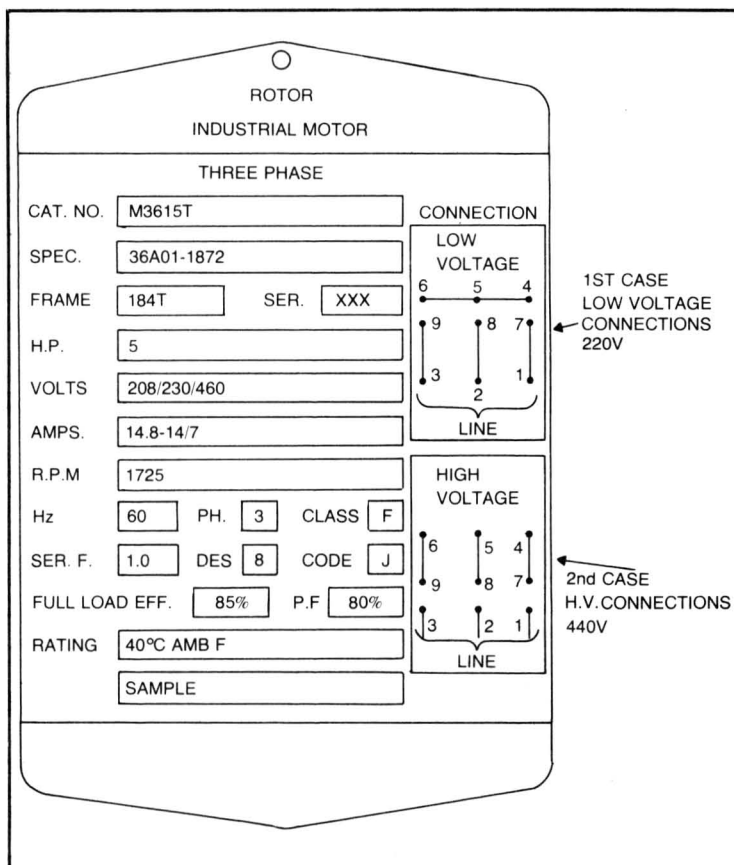 ROTOR
INDUSTRIAL MOTOR
THREE PHASE
CAT. NO. M3615T
SPEC. 36A01-1872
FRAME 184T SER. XXX
H.P. 5
VOLTS 208/230/460
AMPS. 14.8-14/7
R.P.M 1725
Hz 60 PH. 3 CLASS F
SER. F. 1.0 DES 8 CODE J
FULL LOAD EFF. 85% P.F 80%
RATING 40°C AMB F
SAMPLE
CONNECTION
LOW
VOLTAGE
6 5 4
9 8 7
3 2 1
LINE
HIGH
VOLTAGE
6 5 4
9 8 7
3 2 1
LINE
1ST CASE
LOW VOLTAGE
CONNECTIONS
220V
2nd CASE
H.V.CONNECTIONS
440V